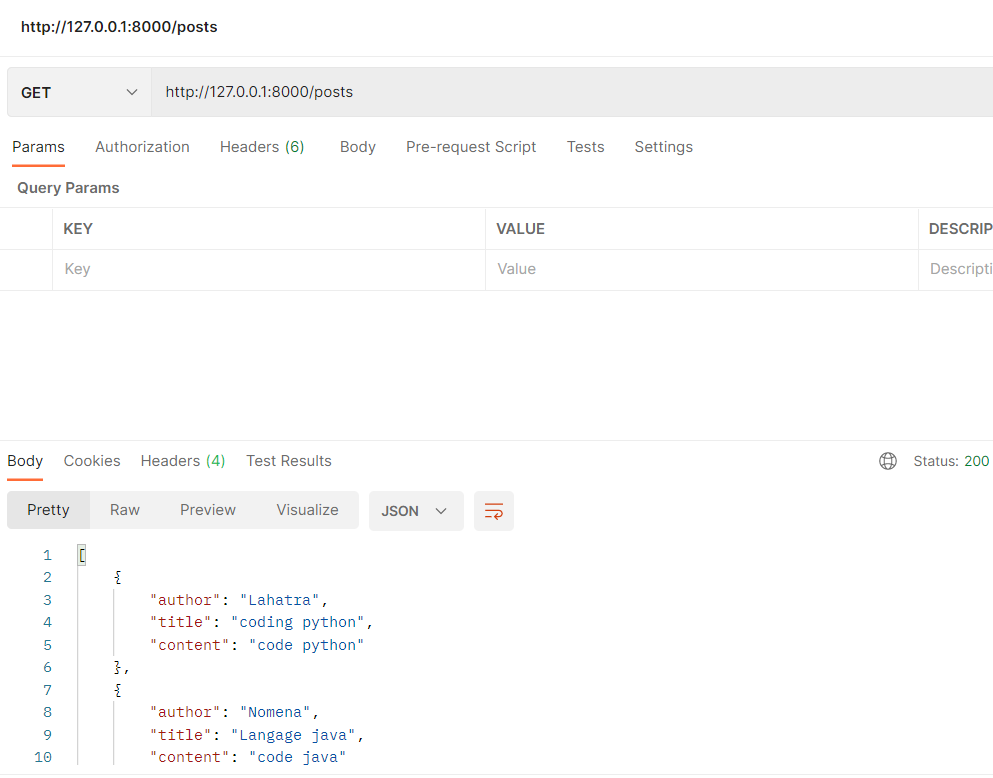 http://127.0.0.1:8000/posts
GET http://127.0.0.1:8000/posts
Params Authorization Headers (6) Body Pre-request Script Tests Settings
Query Params
KEY VALUE DESCRIP
Key Value Descripti
Body Cookies Headers (4) Test Results Status: 200
Pretty Raw Preview Visualize JSON
1 [
2 {
3 "author": "Lahatra",
4 "title": "coding python",
5 "content": "code python"
6 },
7 {
8 "author": "Nomena",
9 "title": "Langage java",
10 "content": "code java"